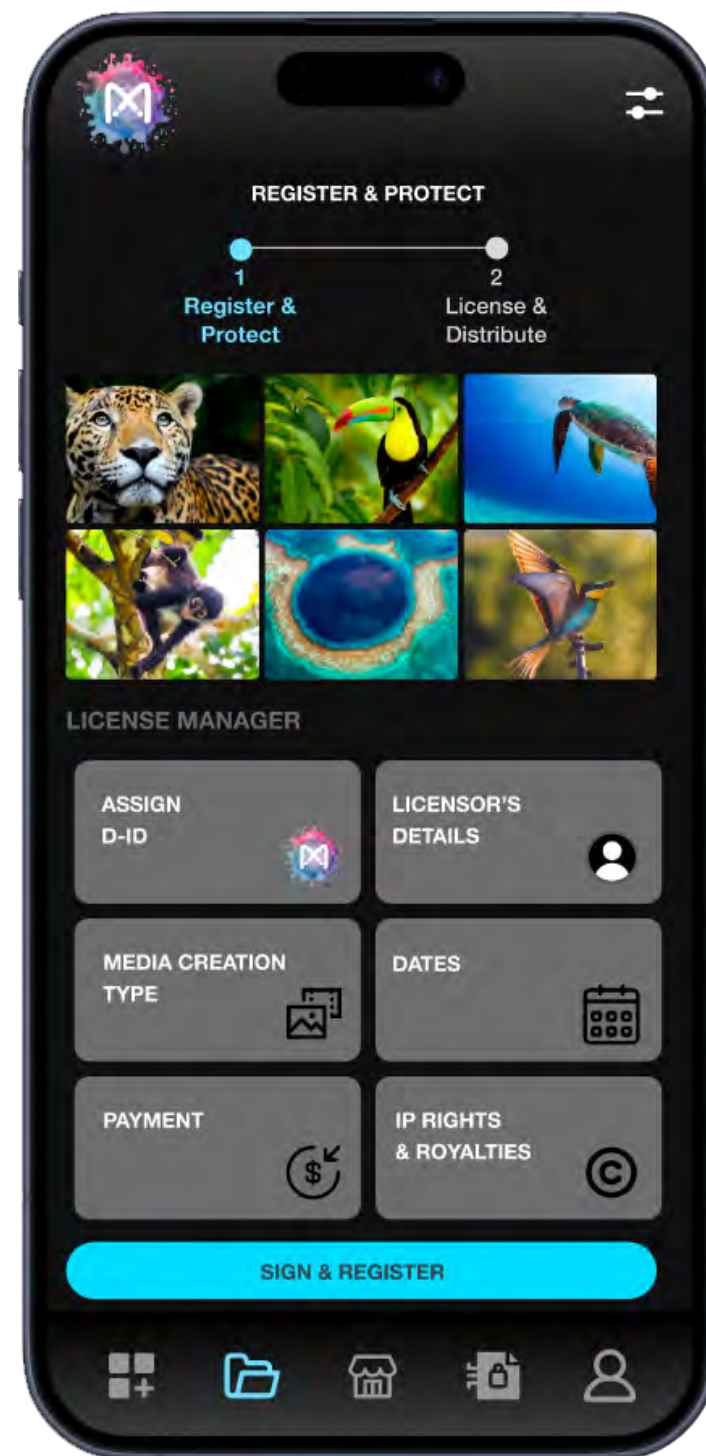 REGISTER & PROTECT
1
Register &
Protect
2
License &
Distribute
LICENSE MANAGER
ASSIGN
D-ID
LICENSOR'S
DETAILS
MEDIA CREATION
TYPE
DATES
PAYMENT
$
IP RIGHTS
& ROYALTIES
©
SIGN & REGISTER